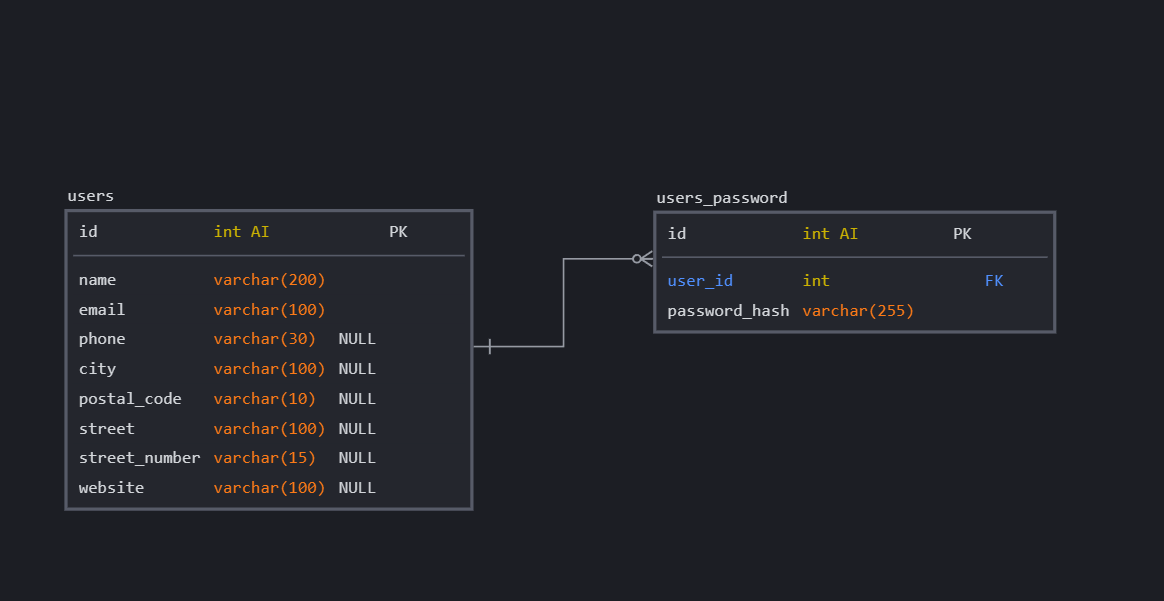 users
id int AI PK
name varchar(200)
email varchar(100)
phone varchar(30) NULL
city varchar(100) NULL
postal_code varchar(10) NULL
street varchar(100) NULL
street_number varchar(15) NULL
website varchar(100) NULL
users_password
id int AI PK
user_id int FK
password_hash varchar(255)